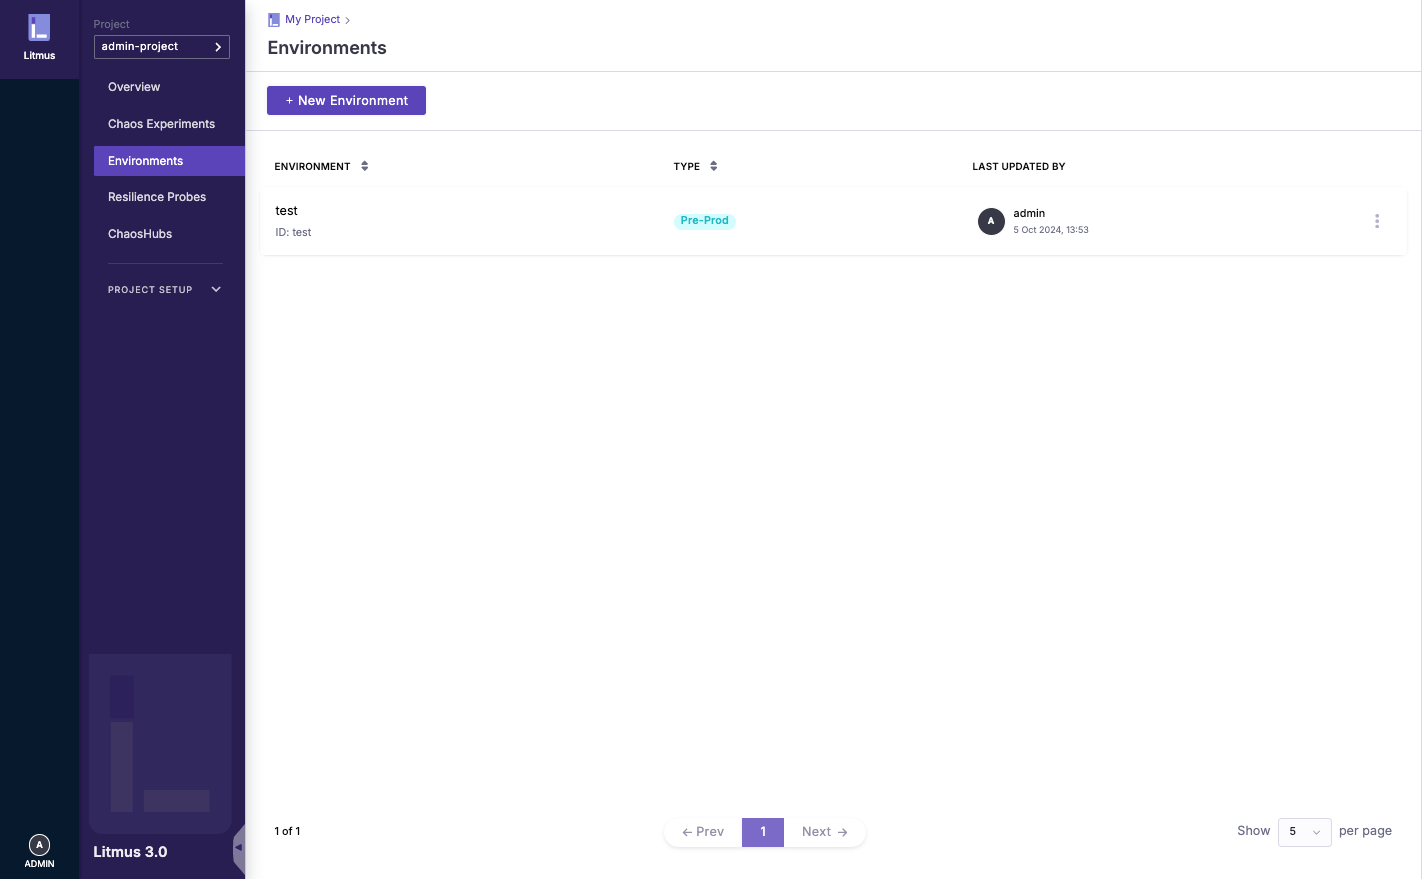 Litmus
Project
admin-project
Overview
Chaos Experiments
Environments
Resilience Probes
ChaosHubs
PROJECT SETUP
Litmus 3.0
A
ADMIN
My Project
Environments
+ New Environment
ENVIRONMENT TYPE LAST UPDATED BY
test
ID: test
Pre-Prod
A
admin
5 Oct 2024, 13:53
1 of 1
← Prev 1 Next →
Show 5 per page